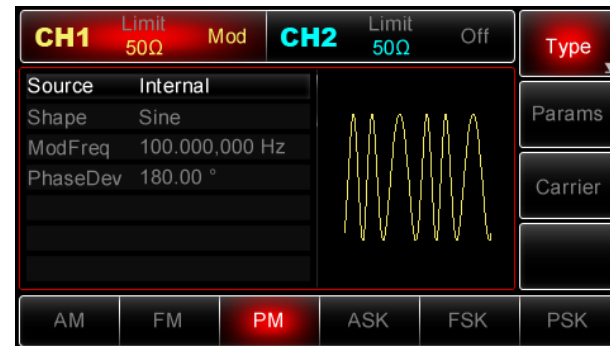 CH1 Limit 50Ω Mod CH2 Limit 50Ω Off Type
Source Internal
Shape Sine
ModFreq 100.000,000 Hz
PhaseDev 180.00 °
Params
Carrier
AM FM PM ASK FSK PSK